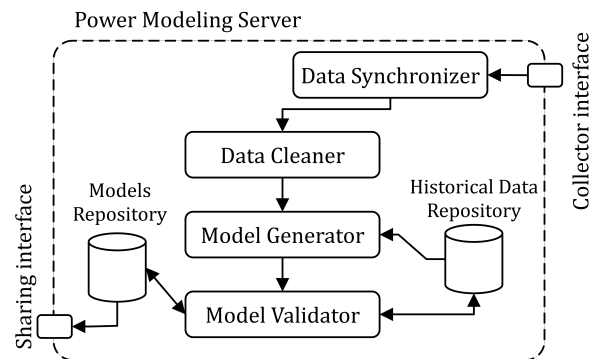 Power Modeling Server
Data Synchronizer
Collector interface
Data Cleaner
Models
Repository
Historical Data
Repository
Model Generator
Sharing interface
Model Validator